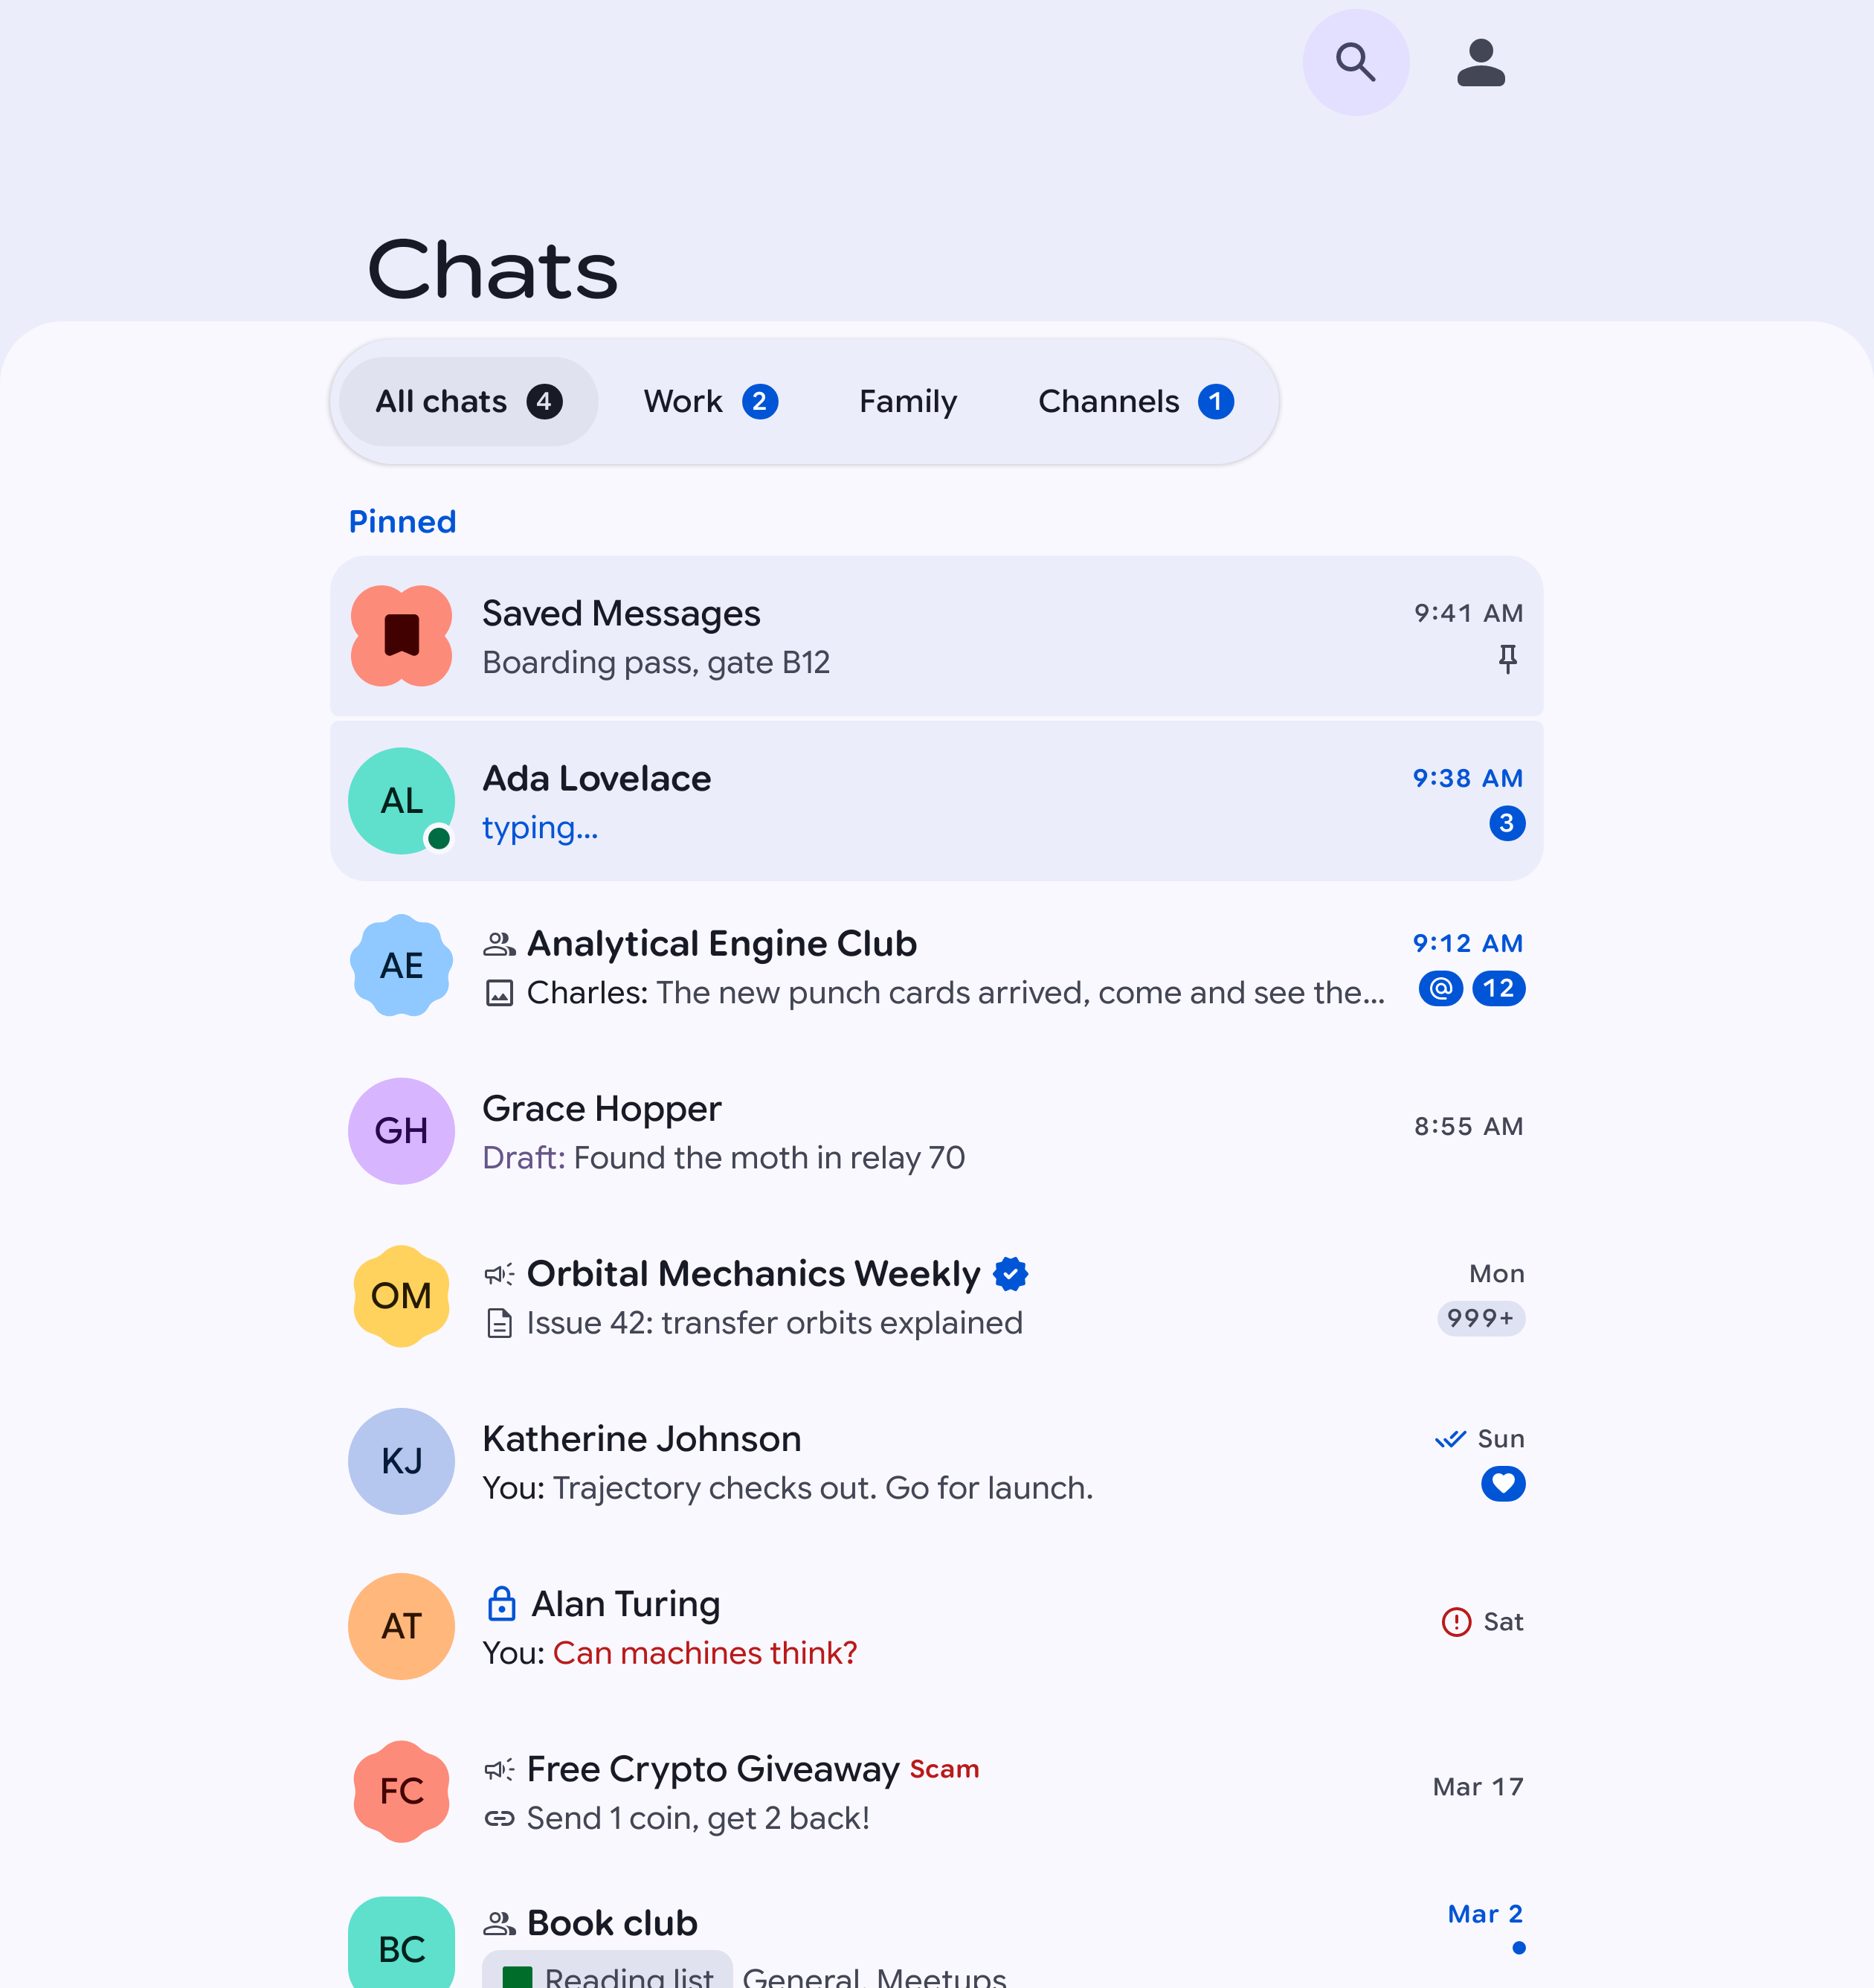 Chats
All chats 4 Work 2 Family Channels 1
Pinned
Saved Messages 9:41 AM
Boarding pass, gate B12
AL Ada Lovelace 9:38 AM
typing... 3
AE Analytical Engine Club 9:12 AM
Charles: The new punch cards arrived, come and see the... @ 12
GH Grace Hopper 8:55 AM
Draft: Found the moth in relay 70
OM Orbital Mechanics Weekly Mon
Issue 42: transfer orbits explained 999+
KJ Katherine Johnson Sun
You: Trajectory checks out. Go for launch.
AT Alan Turing Sat
You: Can machines think?
FC Free Crypto Giveaway Scam Mar 17
Send 1 coin, get 2 back!
BC Book club Mar 2
Reading list General, Meetups